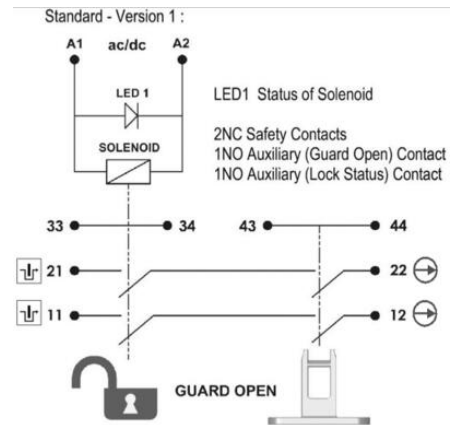 Standard - Version 1 :
A1 ac/dc A2
LED 1
LED1 Status of Solenoid
SOLENOID
2NC Safety Contacts
1NO Auxiliary (Guard Open) Contact
1NO Auxiliary (Lock Status) Contact
33 34 43 44
21 22
11 12
GUARD OPEN